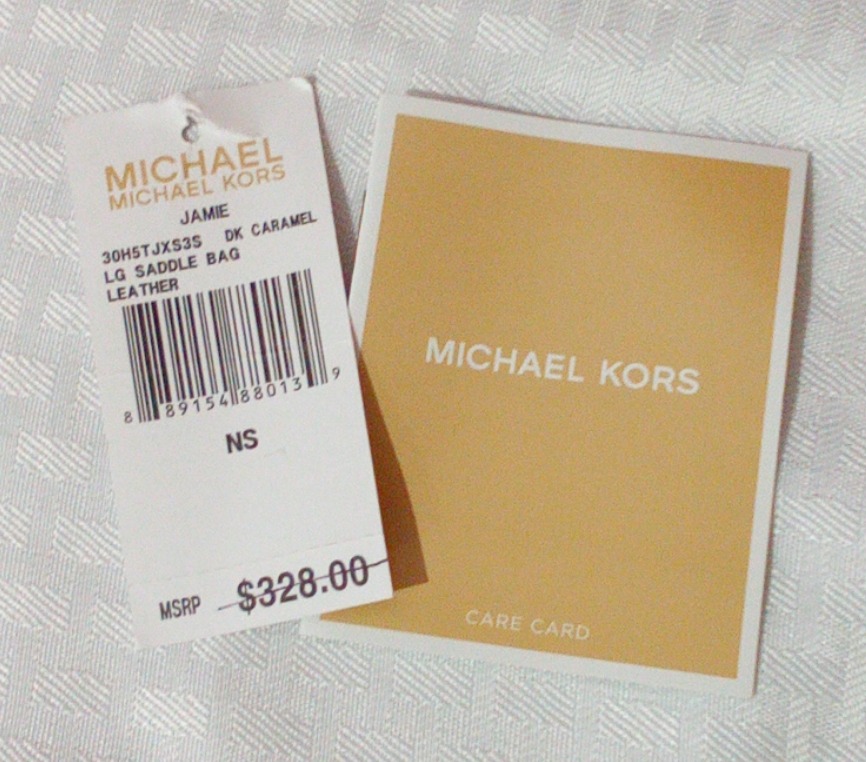 MICHAEL
MICHAEL KORS
JAMIE
30H5TJXS3S DK CARAMEL
LG SADDLE BAG
LEATHER
8 89154 88013 9
NS
MSRP $328.00
MICHAEL KORS
CARE CARD